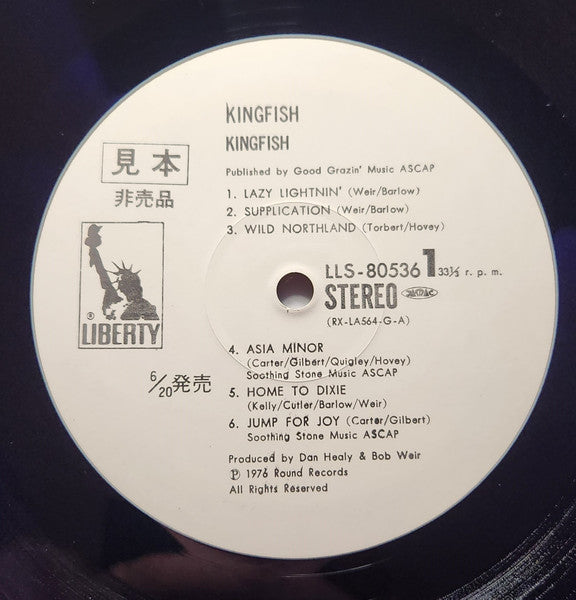 KINGFISH
KINGFISH
見本
非売品
Published by Good Grazin' Music ASCAP
1. LAZY LIGHTNIN' (Weir/Barlow)
2. SUPPLICATION (Weir/Barlow)
3. WILD NORTHLAND (Torbert/Hovey)
LLS-80536 1 33⅓ r. p. m.
STEREO
(RX-LA564-G-A)
® LIBERTY
6/20発売
4. ASIA MINOR
(Carter/Gilbert/Quigley/Hovey)
Soothing Stone Music ASCAP
5. HOME TO DIXIE
(Kelly/Cutler/Barlow/Weir)
6. JUMP FOR JOY (Carter/Gilbert)
Soothing Stone Music ASCAP
Produced by Dan Healy & Bob Weir
℗ 1976 Round Records
All Rights Reserved